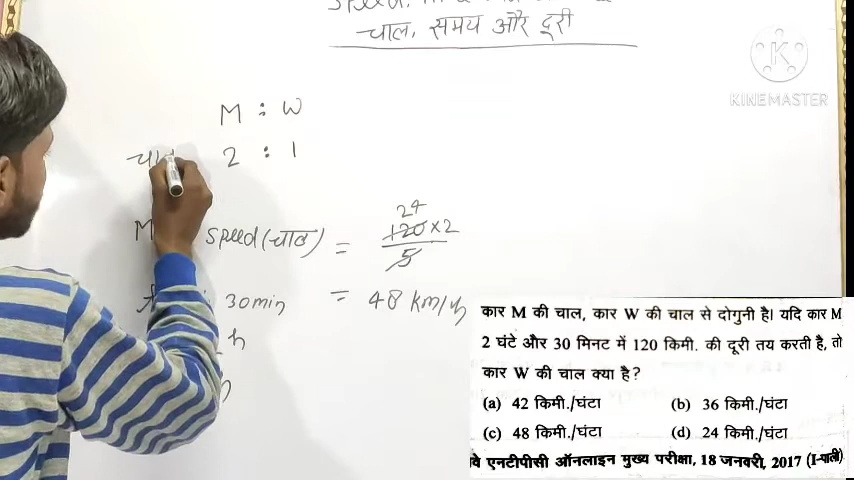 चाल, समय और दूरी
KINEMASTER
M : W
चाल 2 : 1
speed (चाल) = 120 × 2 / 5
24
30 min = 48 km/h
h
कार M की चाल, कार W की चाल से दोगुनी है। यदि कार M
2 घंटे और 30 मिनट में 120 किमी. की दूरी तय करती है, तो
कार W की चाल क्या है?
(a) 42 किमी./घंटा (b) 36 किमी./घंटा
(c) 48 किमी./घंटा (d) 24 किमी./घंटा
वे एनटीपीसी ऑनलाइन मुख्य परीक्षा, 18 जनवरी, 2017 (I-पाली)